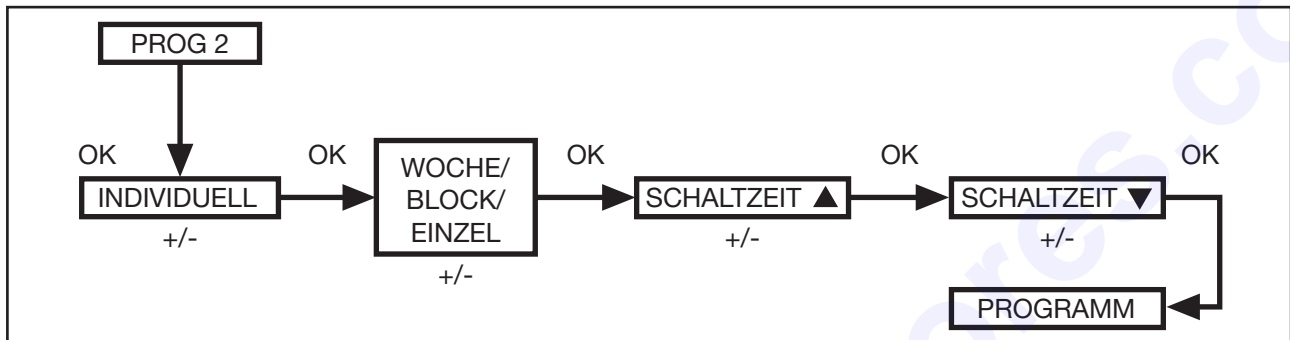 PROG 2
OK OK OK OK OK
INDIVIDUELL
+/-
WOCHE/
BLOCK/
EINZEL
+/-
SCHALTZEIT ▲
+/-
SCHALTZEIT ▼
+/-
PROGRAMM